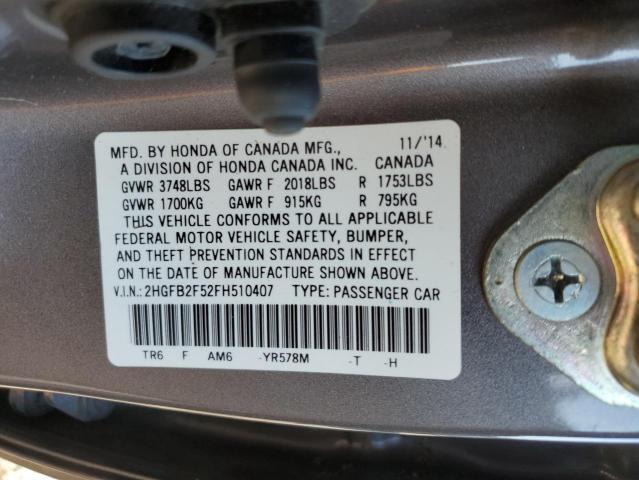 MFD. BY HONDA OF CANADA MFG., 11/'14
A DIVISION OF HONDA CANADA INC. CANADA
GVWR 3748LBS GAWR F 2018LBS R 1753LBS
GVWR 1700KG GAWR F 915KG R 795KG
THIS VEHICLE CONFORMS TO ALL APPLICABLE
FEDERAL MOTOR VEHICLE SAFETY, BUMPER,
AND THEFT PREVENTION STANDARDS IN EFFECT
ON THE DATE OF MANUFACTURE SHOWN ABOVE.
V.I.N.: 2HGFB2F52FH510407 TYPE: PASSENGER CAR
TR6 F AM6 -YR578M -T -H